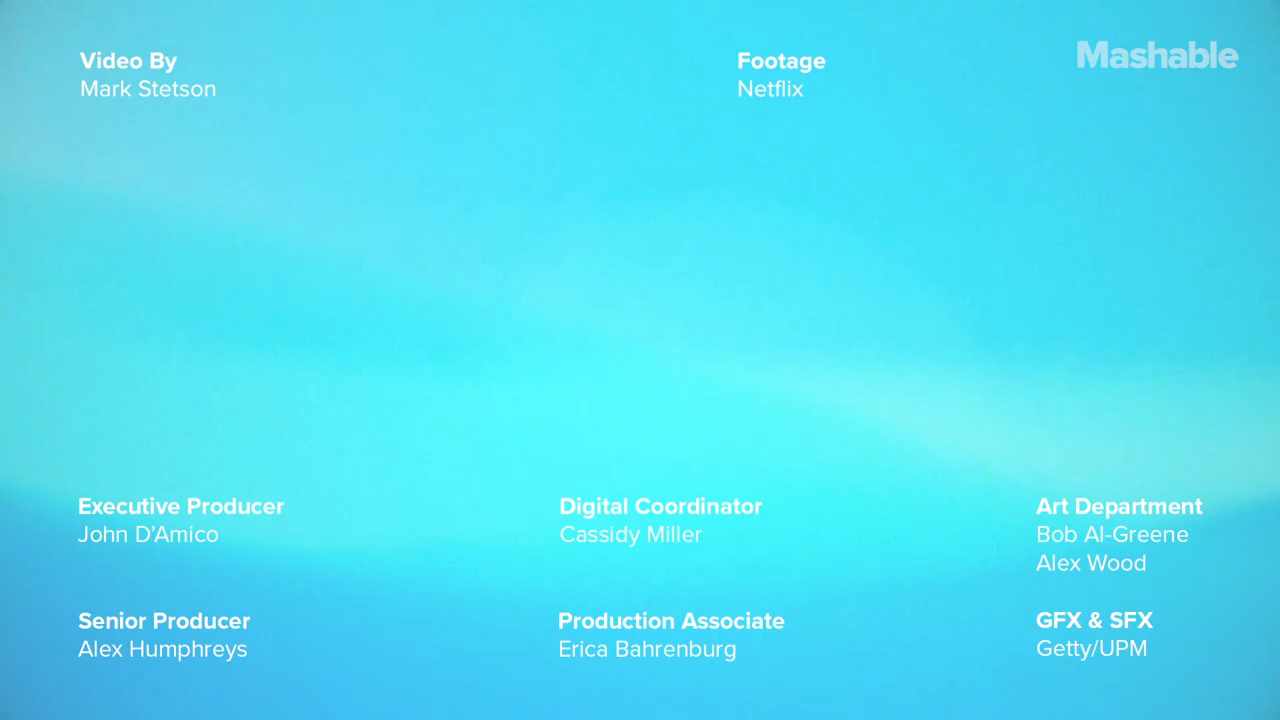 Video By
Mark Stetson
Footage
Netflix
Mashable
Executive Producer
John D’Amico
Digital Coordinator
Cassidy Miller
Art Department
Bob Al-Greene
Alex Wood
Senior Producer
Alex Humphreys
Production Associate
Erica Bahrenburg
GFX & SFX
Getty/UPM